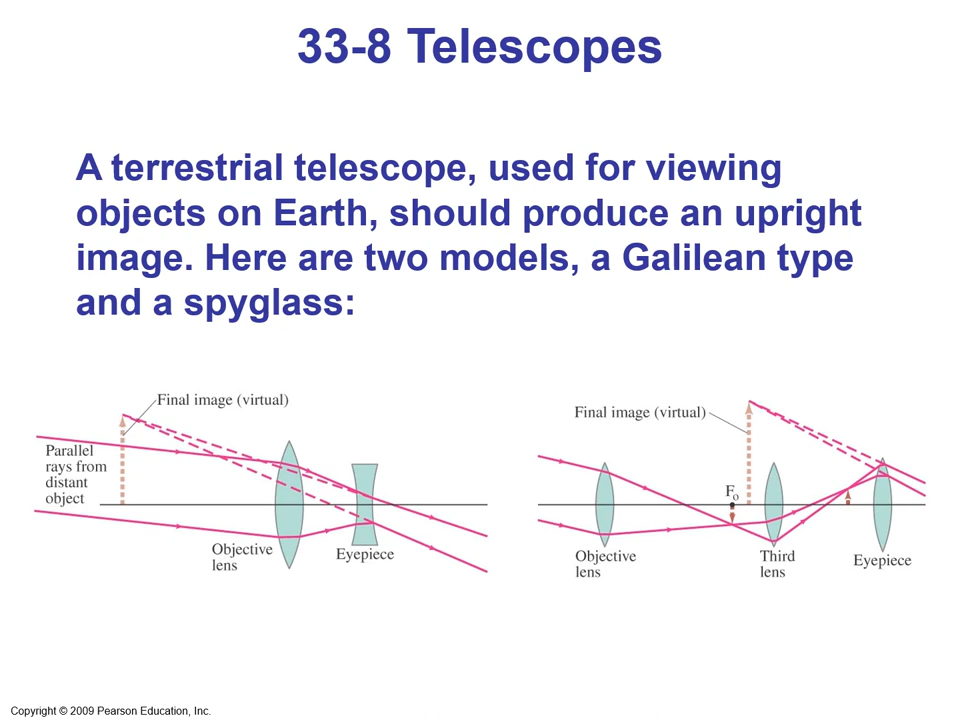 33-8 Telescopes
A terrestrial telescope, used for viewing
objects on Earth, should produce an upright
image. Here are two models, a Galilean type
and a spyglass:
Final image (virtual)
Parallel
rays from
distant
object
Objective
lens
Eyepiece
Final image (virtual)
Fo
Objective
lens
Third
lens
Eyepiece
Copyright © 2009 Pearson Education, Inc.